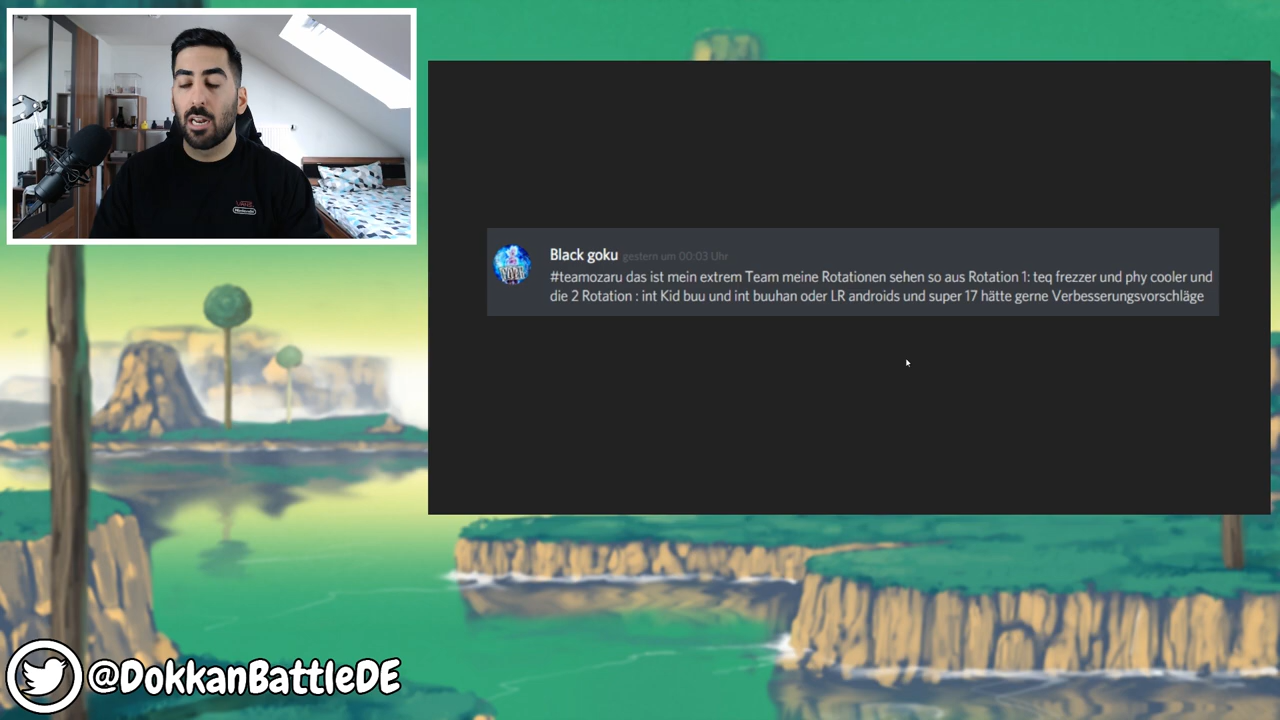 Black goku gestern um 00:03 Uhr
#teamozaru das ist mein extrem Team meine Rotationen sehen so aus Rotation 1: teq frezzer und phy cooler und
die 2 Rotation : int Kid buu und int buuhan oder LR androids und super 17 hätte gerne Verbesserungsvorschläge
@DokkanBattleDE